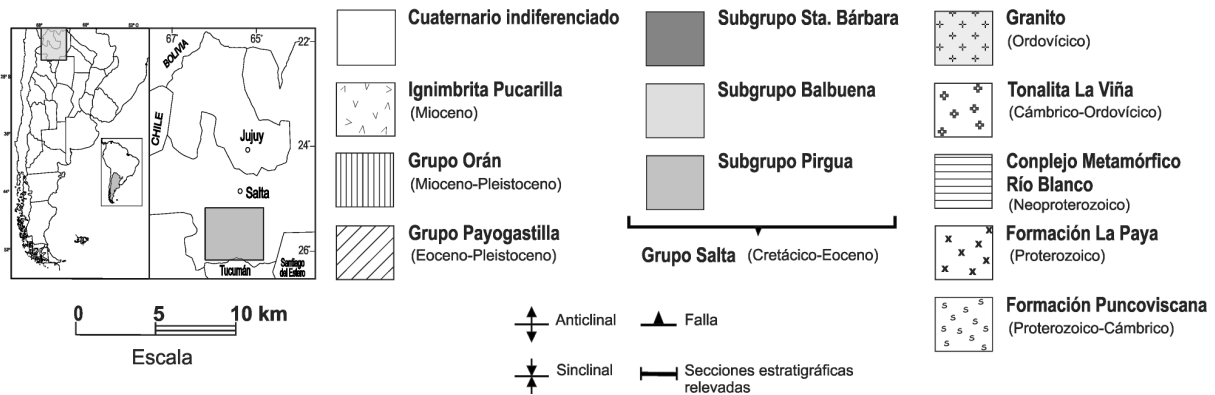 67
65
22
24
26
BOLIVIA
CHILE
Jujuy
Salta
Tucumán
Santiago
del Estero
0 5 10 km
Escala
Cuaternario indiferenciado
Ignimbrita Pucarilla
(Mioceno)
Grupo Orán
(Mioceno-Pleistoceno)
Grupo Payogastilla
(Eoceno-Pleistoceno)
Subgrupo Sta. Bárbara
Subgrupo Balbuena
Subgrupo Pirgua
Grupo Salta (Cretácico-Eoceno)
Anticlinal
Sinclinal
Falla
Secciones estratigráficas
relevadas
Granito
(Ordovícico)
Tonalita La Viña
(Cámbrico-Ordovícico)
Conplejo Metamórfico
Río Blanco
(Neoproterozoico)
Formación La Paya
(Proterozoico)
Formación Puncoviscana
(Proterozoico-Cámbrico)